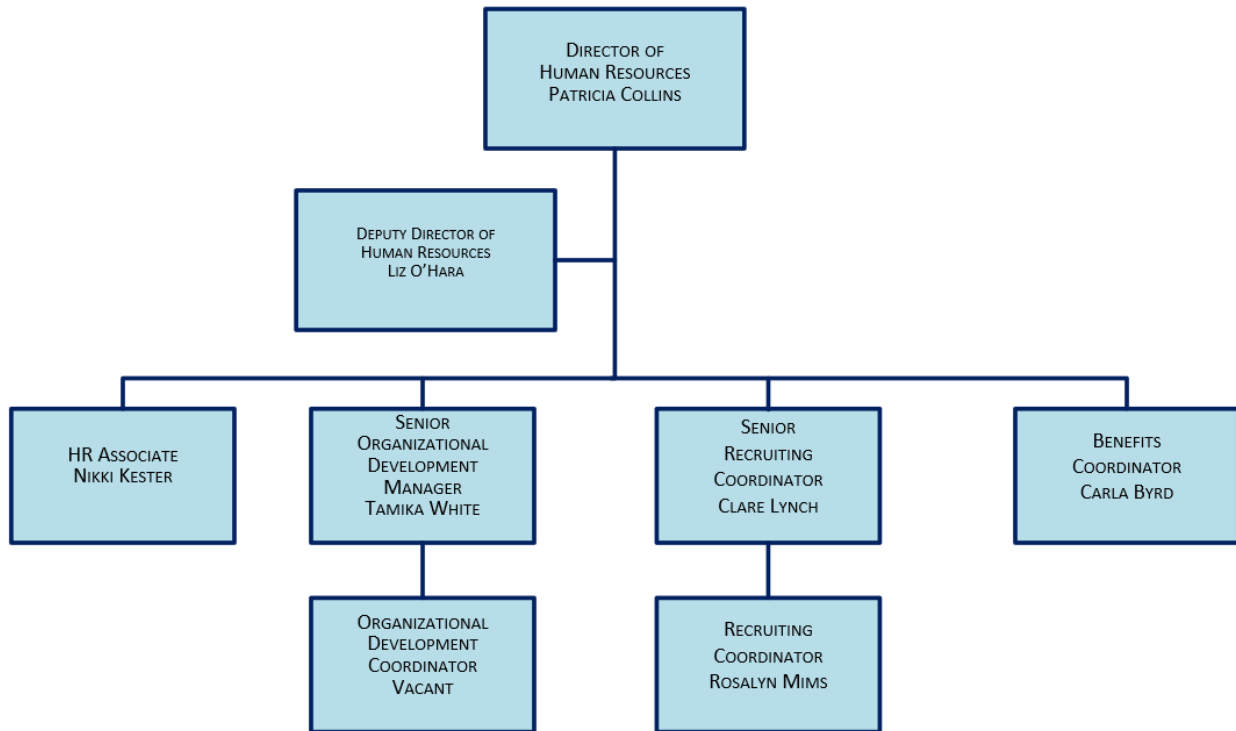 Director of
Human Resources
Patricia Collins
Deputy Director of
Human Resources
Liz O’Hara
HR Associate
Nikki Kester
Senior
Organizational
Development
Manager
Tamika White
Senior
Recruiting
Coordinator
Clare Lynch
Benefits
Coordinator
Carla Byrd
Organizational
Development
Coordinator
Vacant
Recruiting
Coordinator
Rosalyn Mims